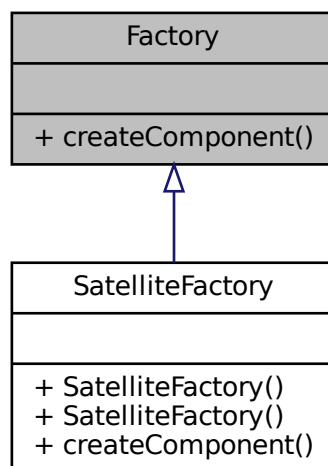 Factory
+ createComponent()
SatelliteFactory
+ SatelliteFactory()
+ SatelliteFactory()
+ createComponent()